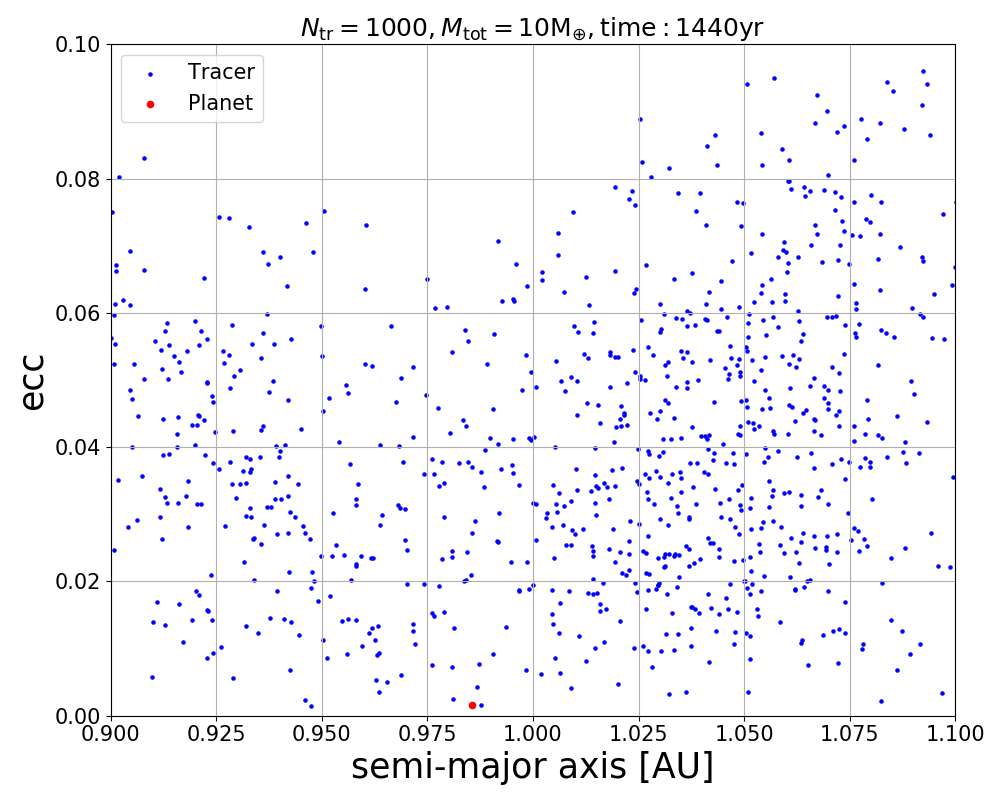 N_tr = 1000, M_tot = 10M_⊕, time : 1440yr
Tracer
Planet
0.10
0.08
0.06
0.04
0.02
0.00
ecc
0.900 0.925 0.950 0.975 1.000 1.025 1.050 1.075 1.100
semi-major axis [AU]